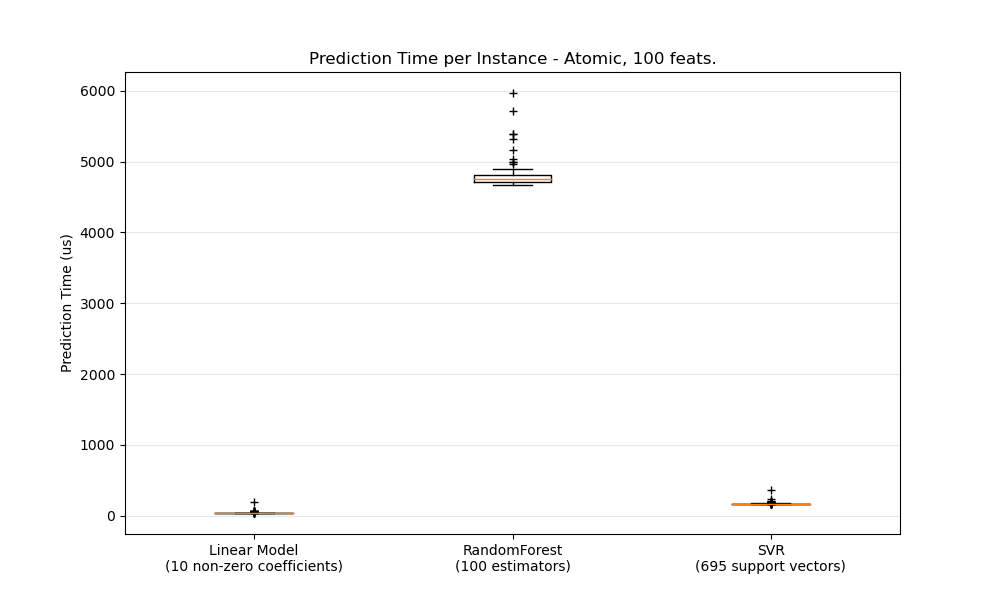 Prediction Time per Instance - Atomic, 100 feats.
Prediction Time (us)
6000
5000
4000
3000
2000
1000
0
Linear Model
(10 non-zero coefficients)
RandomForest
(100 estimators)
SVR
(695 support vectors)